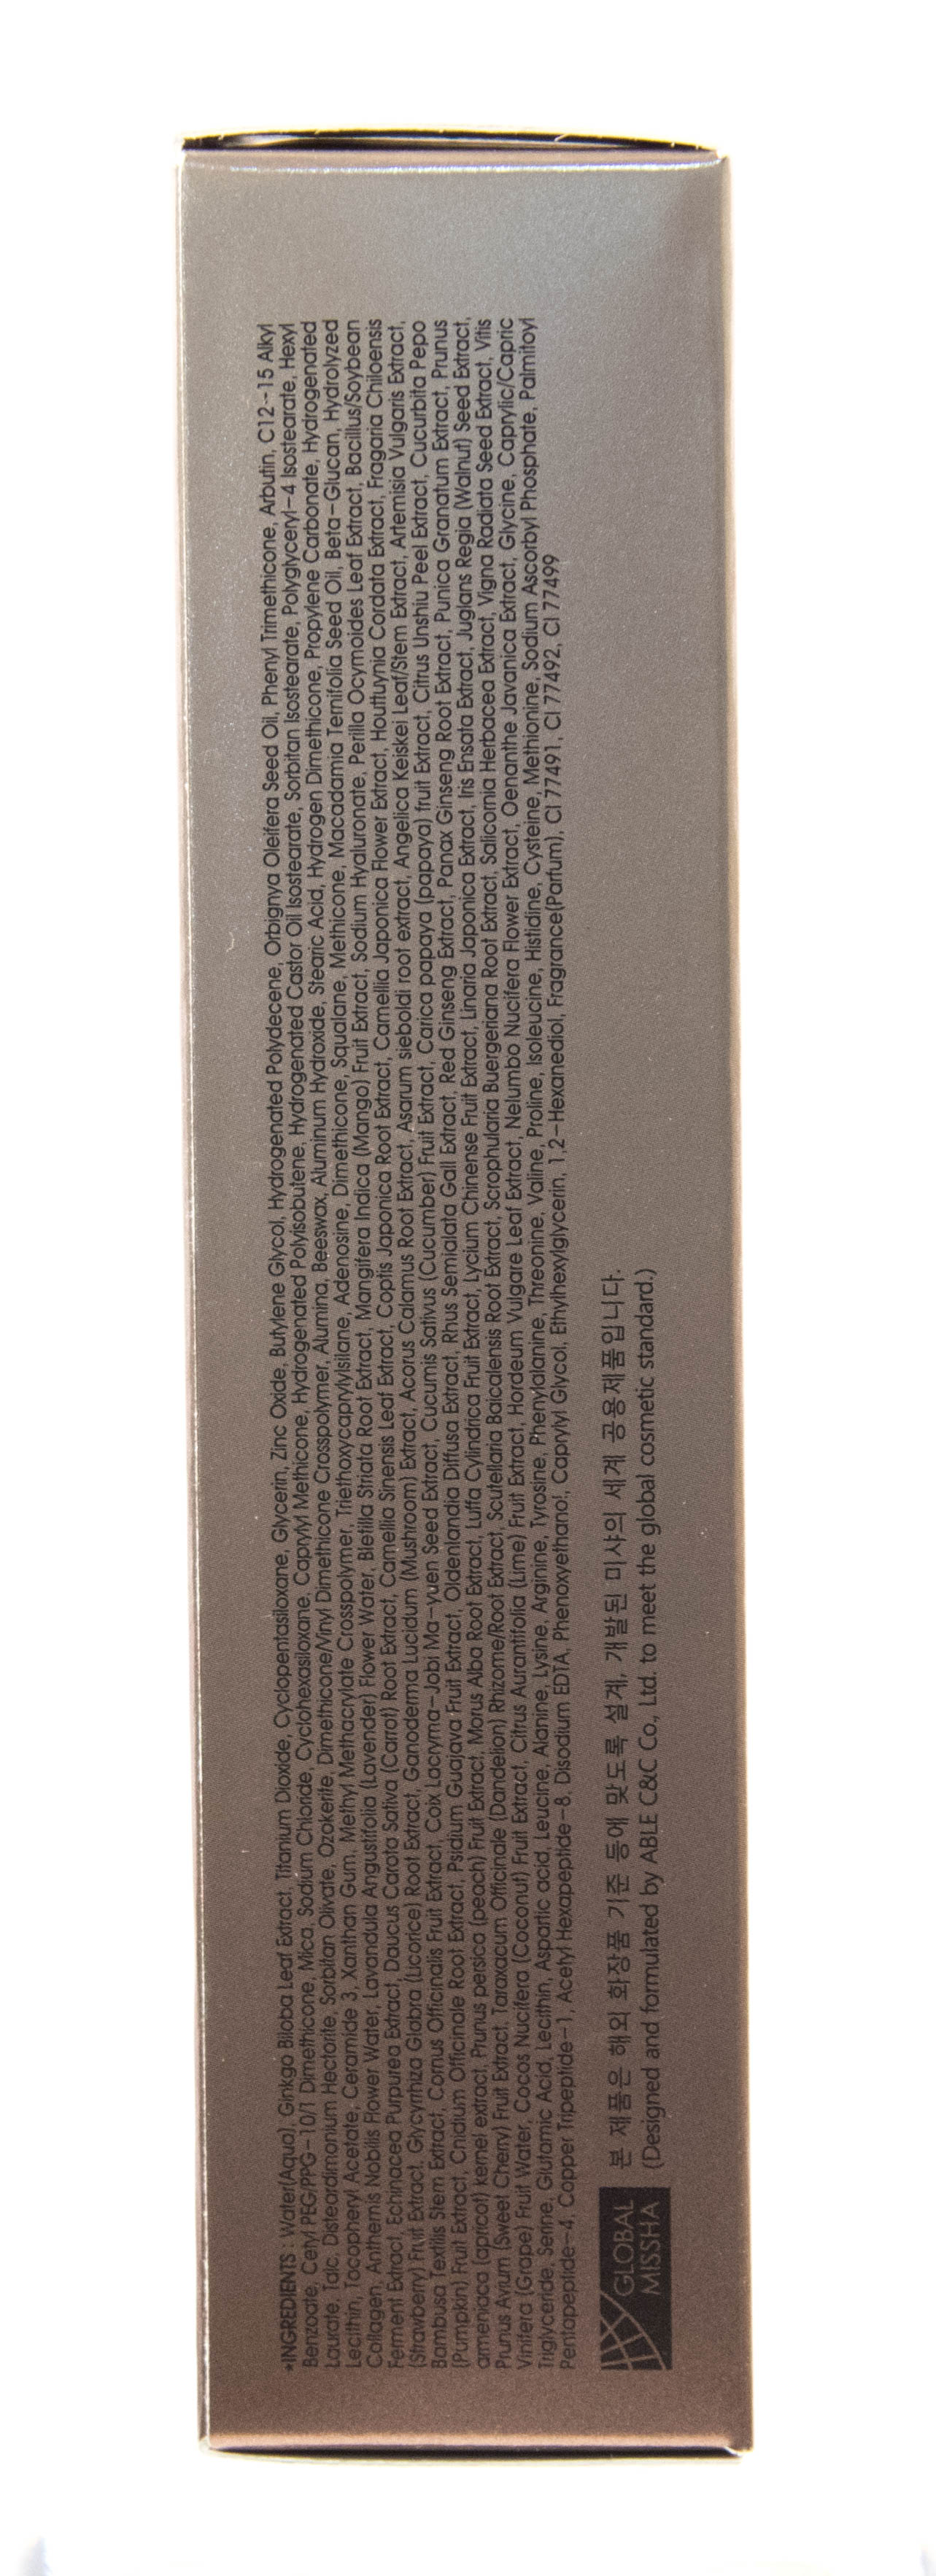 *INGREDIENTS : Water(Aqua), Ginkgo Biloba Leaf Extract, Titanium Dioxide, Cyclopentasiloxane, Glycerin, Zinc Oxide, Butylene Glycol, Hydrogenated Polydecene, Orbignya Oleifera Seed Oil, Phenyl Trimethicone, Arbutin, C12-15 Alkyl
Benzoate, Cetyl PEG/PPG-10/1 Dimethicone, Mica, Sodium Chloride, Cyclohexasiloxane, Caprylyl Methicone, Hydrogenated Polyisobutene, Hydrogenated Castor Oil Isostearate, Sorbitan Isostearate, Polyglyceryl-4 Isostearate, Hexyl
Laurate, Talc, Disteardimonium Hectorite, Sorbitan Olivate, Ozokerite, Dimethicone/Vinyl Dimethicone Crosspolymer, Alumina, Beeswax, Aluminum Hydroxide, Stearic Acid, Hydrogen Dimethicone, Propylene Carbonate, Hydrogenated
Lecithin, Tocopheryl Acetate, Ceramide 3, Xanthan Gum, Methyl Methacrylate Crosspolymer, Triethoxycaprylylsilane, Adenosine, Dimethicone, Squalane, Methicone, Macadamia Ternifolia Seed Oil, Beta-Glucan, Hydrolyzed
Collagen, Anthemis Nobilis Flower Water, Lavandula Angustifolia (Lavender) Flower Water, Bletilla Striata Root Extract, Mangifera Indica (Mango) Fruit Extract, Sodium Hyaluronate, Perilla Ocymoides Leaf Extract, Bacillus/Soybean
Ferment Extract, Echinacea Purpurea Extract, Daucus Carota Sativa (Carrot) Root Extract, Camellia Sinensis Leaf Extract, Coptis Japonica Root Extract, Camellia Japonica Flower Extract, Houttuynia Cordata Extract, Fragaria Chiloensis
(Strawberry) Fruit Extract, Glycyrrhiza Glabra (Licorice) Root Extract, Ganoderma Lucidum (Mushroom) Extract, Acorus Calamus Root Extract, Asarum sieboldi root extract, Angelica Keiskei Leaf/Stem Extract, Artemisia Vulgaris Extract,
Bambusa Textilis Stem Extract, Cornus Officinalis Fruit Extract, Coix Lacryma-Jobi Ma-yuen Seed Extract, Cucumis Sativus (Cucumber) Fruit Extract, Carica papaya (papaya) fruit Extract, Citrus Unshiu Peel Extract, Cucurbita Pepo
(Pumpkin) Fruit Extract, Cnidium Officinale Root Extract, Psidium Guajava Fruit Extract, Oldenlandia Diffusa Extract, Rhus Semialata Gall Extract, Red Ginseng Extract, Panax Ginseng Root Extract, Punica Granatum Extract, Prunus
armeniaca (apricot) kernel extract, Prunus persica (peach) Fruit Extract, Morus Alba Root Extract, Luffa Cylindrica Fruit Extract, Lycium Chinense Fruit Extract, Linaria Japonica Extract, Iris Ensata Extract, Juglans Regia (Walnut) Seed Extract,
Prunus Avium (Sweet Cherry) Fruit Extract, Taraxacum Officinale (Dandelion) Rhizome/Root Extract, Scutellaria Baicalensis Root Extract, Scrophularia Buergeriana Root Extract, Salicornia Herbacea Extract, Vigna Radiata Seed Extract, Vitis
Vinifera (Grape) Fruit Water, Cocos Nucifera (Coconut) Fruit Extract, Citrus Aurantifolia (Lime) Fruit Extract, Hordeum Vulgare Leaf Extract, Nelumbo Nucifera Flower Extract, Oenanthe Javanica Extract, Glycine, Caprylic/Capric
Triglyceride, Serine, Glutamic Acid, Lecithin, Aspartic acid, Leucine, Alanine, Lysine, Arginine, Tyrosine, Phenylalanine, Threonine, Valine, Proline, Isoleucine, Histidine, Cysteine, Methionine, Sodium Ascorbyl Phosphate, Palmitoyl
Pentapeptide-4, Copper Tripeptide-1, Acetyl Hexapeptide-8, Disodium EDTA, Phenoxyethanol, Caprylyl Glycol, Ethylhexylglycerin, 1,2-Hexanediol, Fragrance(Parfum), CI 77491, CI 77492, CI 77499
GLOBAL
MISSHA
본 제품은 해외 화장품 기준 등에 맞도록 설계, 개발된 미샤의 세계 공용제품입니다.
(Designed and formulated by ABLE C&C Co., Ltd. to meet the global cosmetic standard.)